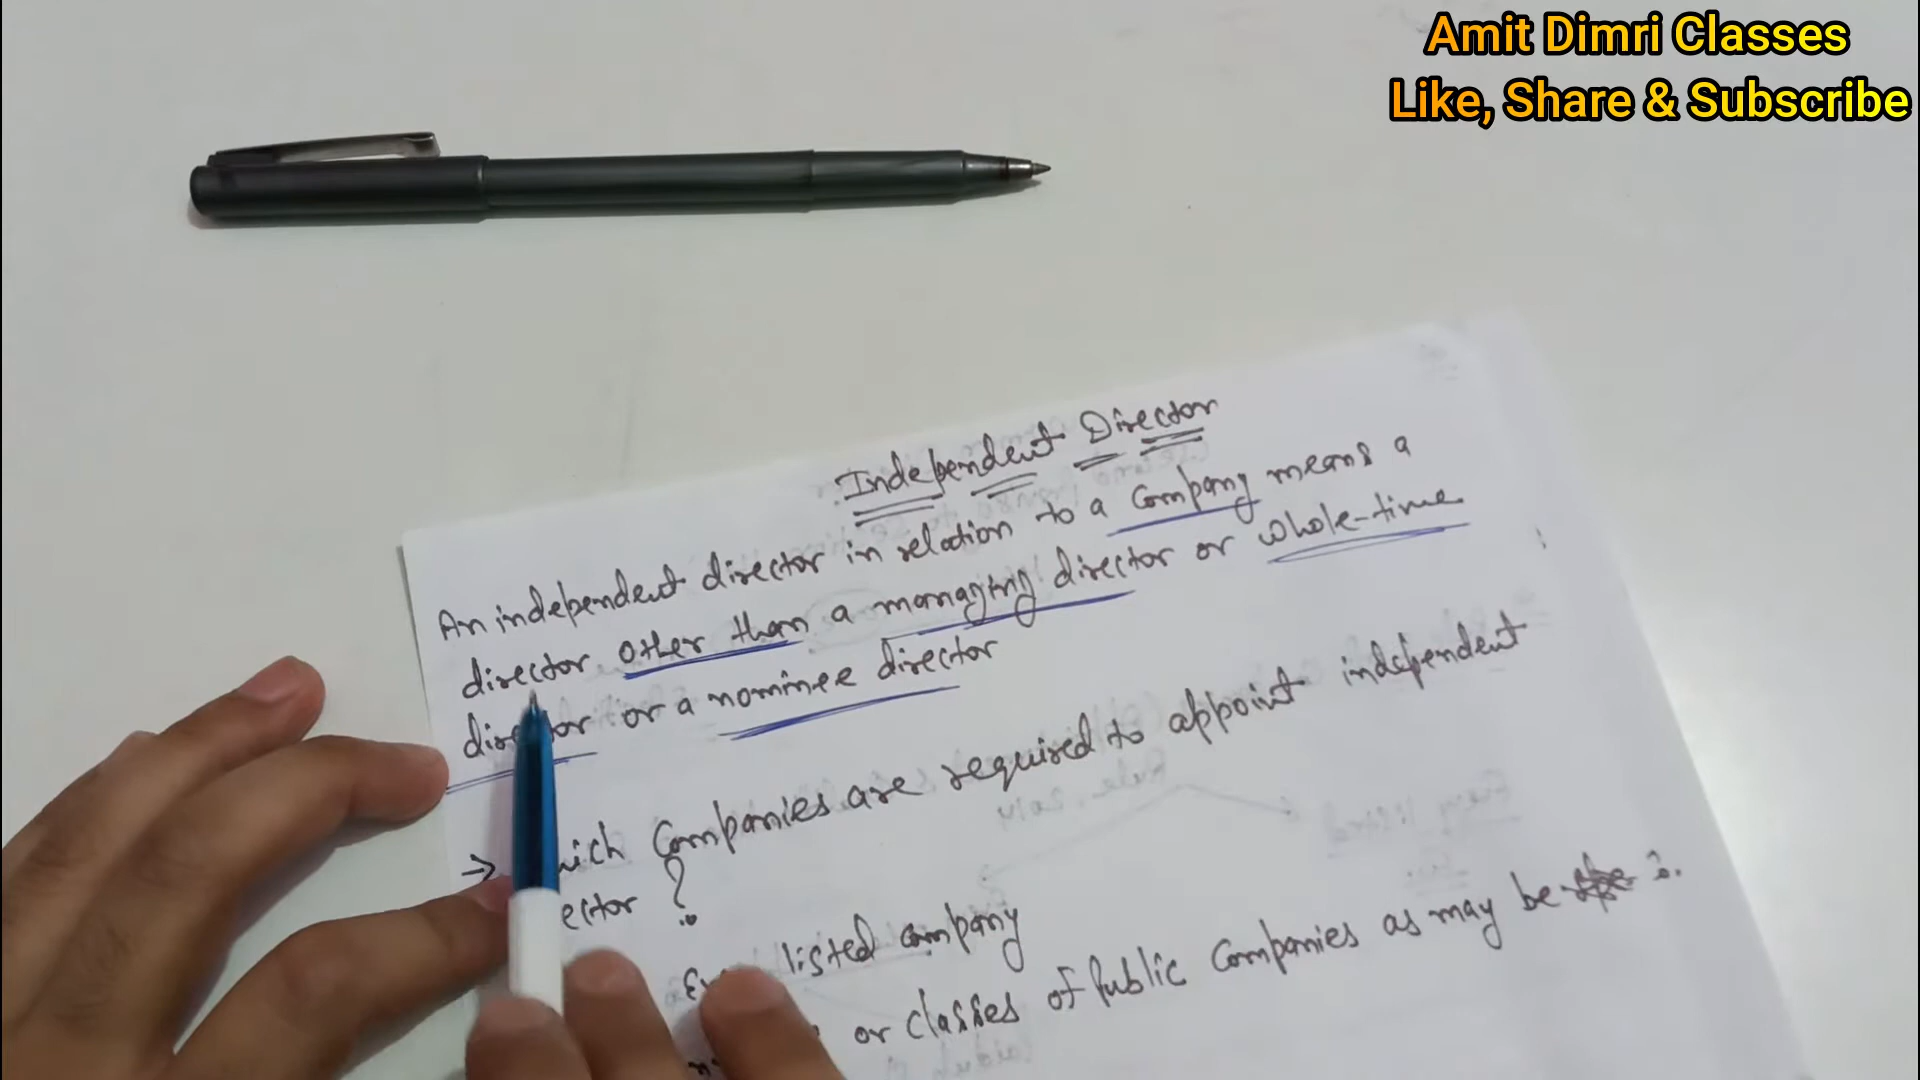 Amit Dimri Classes
Like, Share & Subscribe
Independent Director
An independent director in relation to a Company means a
director other than a managing director or whole-time
director or a nominee director
→ Which Companies are required to appoint independent
ector ?
listed company
or classes of Public Companies as may be